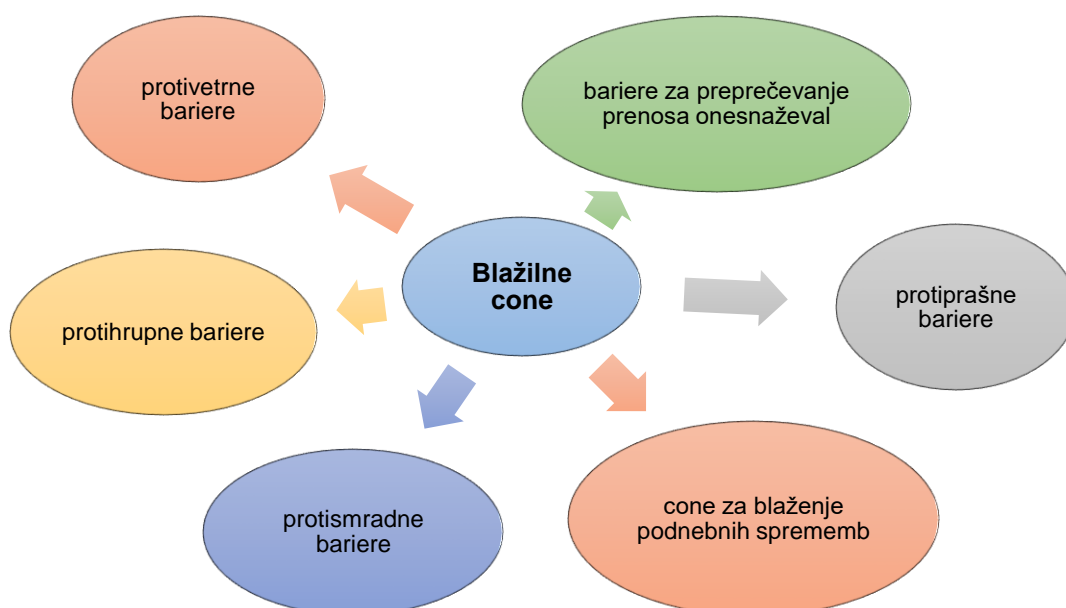 protivetrne
bariere
bariere za preprečevanje
prenosa onesnaževal
Blažilne
cone
protiprašne
bariere
protihrupne bariere
protismradne
bariere
cone za blaženje
podnebnih sprememb